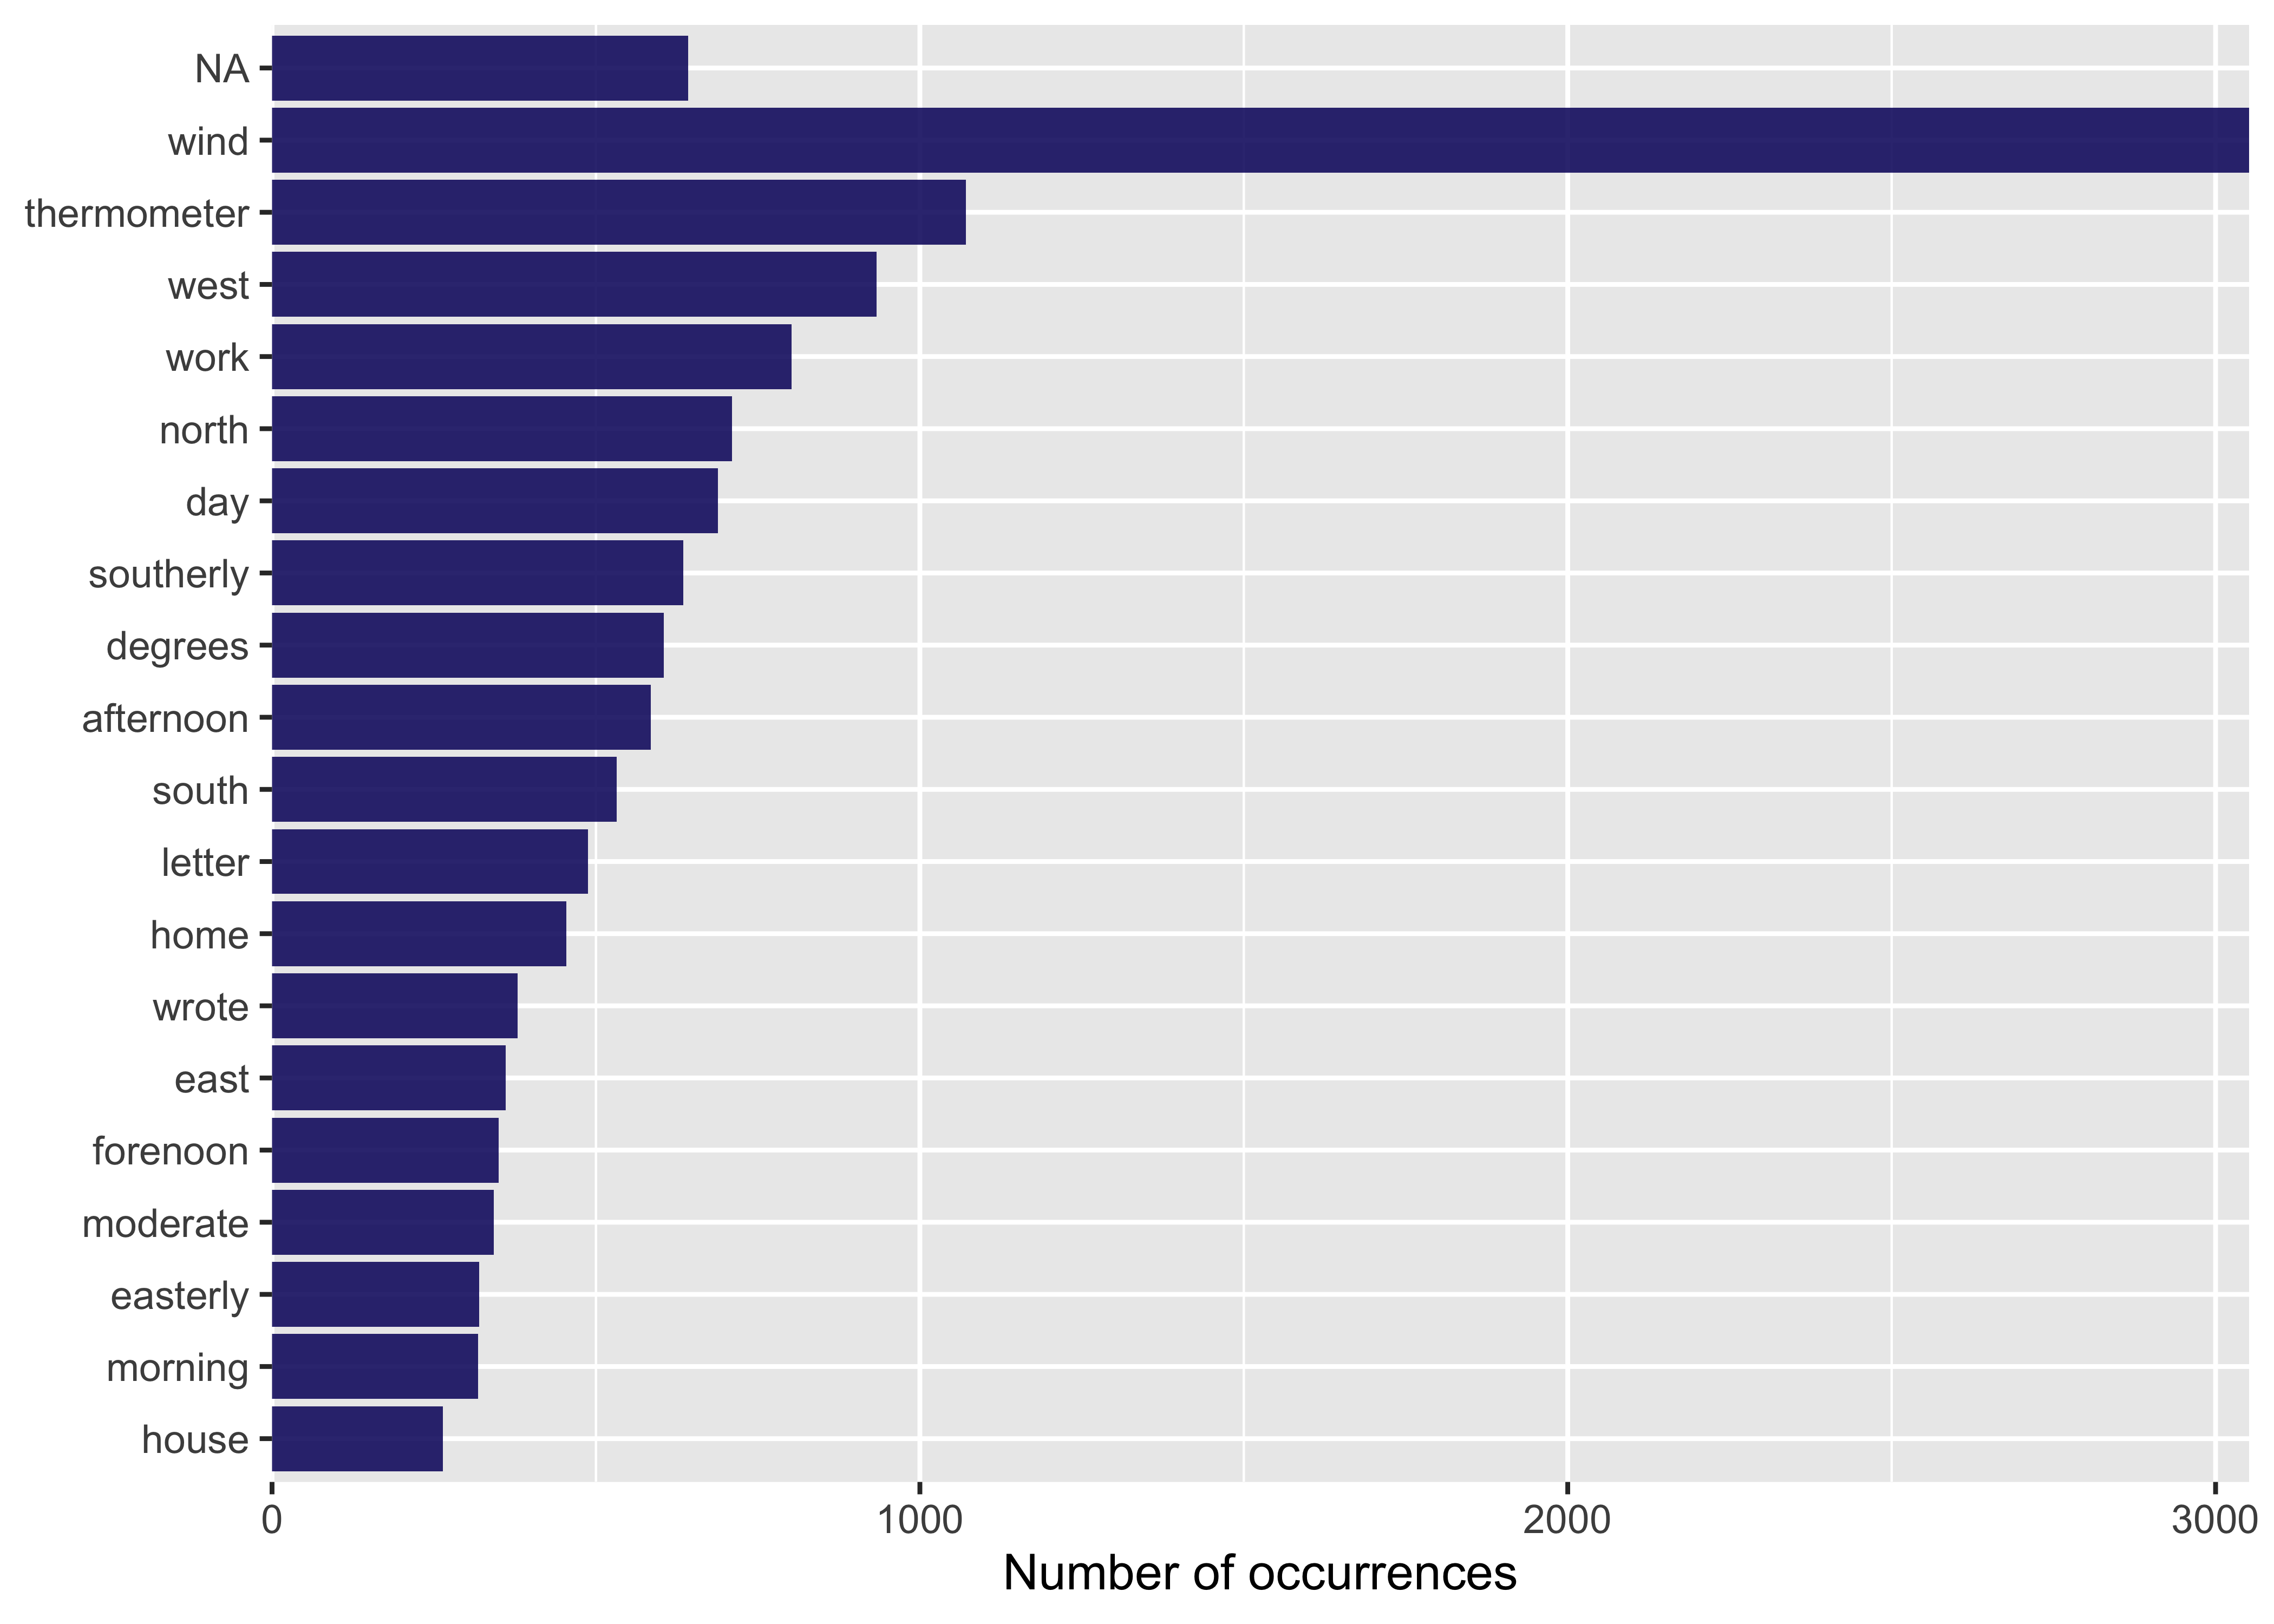 NA
wind
thermometer
west
work
north
day
southerly
degrees
afternoon
south
letter
home
wrote
east
forenoon
moderate
easterly
morning
house
0 1000 2000 3000
Number of occurrences